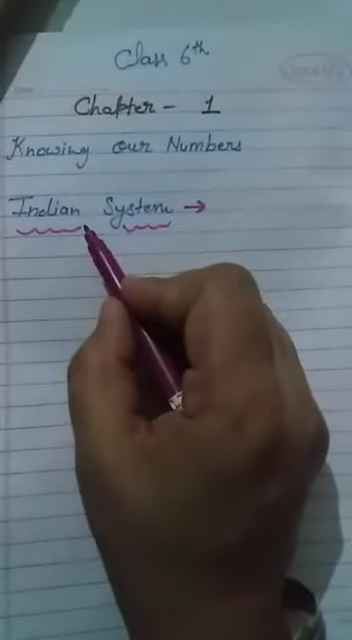 Class 6th
Chapter - 1
Knowing our Numbers
Indian System →